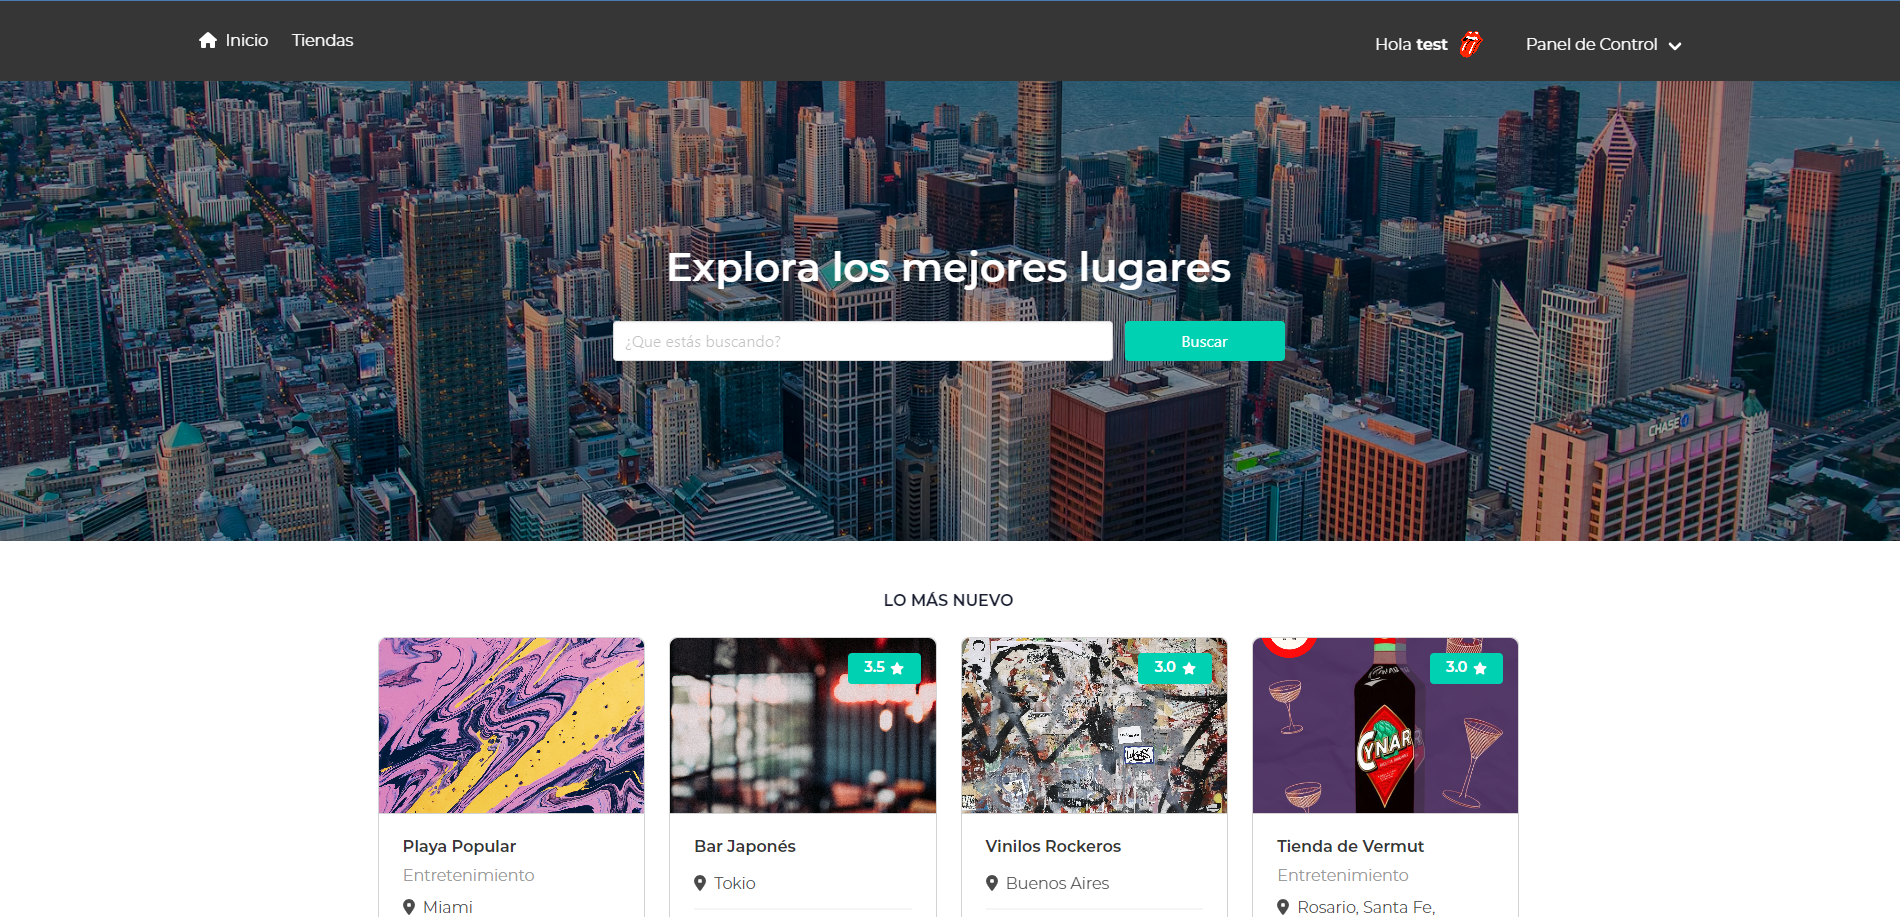 Inicio Tiendas
Hola test Panel de Control
Explora los mejores lugares
¿Que estás buscando? Buscar
CHASE
LO MÁS NUEVO
3.5
3.0
3.0
CYNAR
Playa Popular
Entretenimiento
Miami
Bar Japonés
Tokio
Vinilos Rockeros
Buenos Aires
Tienda de Vermut
Entretenimiento
Rosario, Santa Fe,